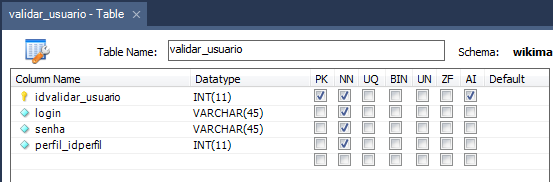 validar_usuario - Table
Table Name: validar_usuario Schema: wikima
Column Name Datatype PK NN UQ BIN UN ZF AI Default
idvalidar_usuario INT(11)
login VARCHAR(45)
senha VARCHAR(45)
perfil_idperfil INT(11)